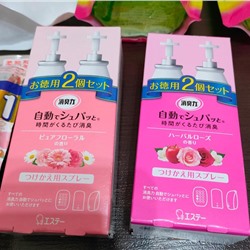 お徳用2個セット
消臭力
自動でシュパッと
時間がくるたび消臭
ピュアフローラル
の香り
つけかえ用スプレー
エステー
お徳用2個セット
消臭力
自動でシュパッと
時間がくるたび消臭
ハーバルローズ
の香り
つけかえ用スプレー
エステー
1